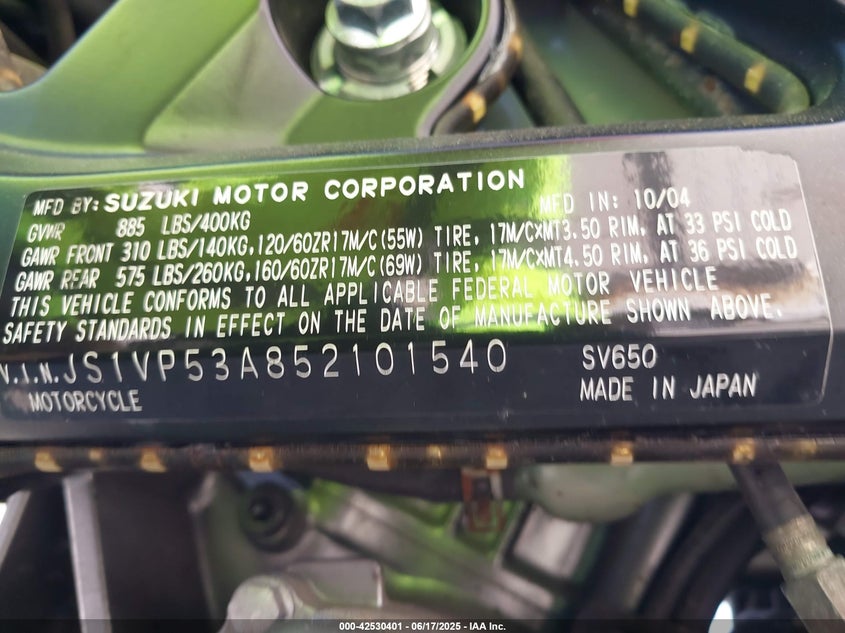 MFD BY: SUZUKI MOTOR CORPORATION MFD IN: 10/04
GVWR 885 LBS/400KG
GAWR FRONT 310 LBS/140KG, 120/60ZR17M/C(55W) TIRE, 17M/C×MT3.50 RIM, AT 33 PSI COLD
GAWR REAR 575 LBS/260KG, 160/60ZR17M/C(69W) TIRE, 17M/C×MT4.50 RIM, AT 36 PSI COLD
THIS VEHICLE CONFORMS TO ALL APPLICABLE FEDERAL MOTOR VEHICLE
SAFETY STANDARDS IN EFFECT ON THE DATE OF MANUFACTURE SHOWN ABOVE.
V.I.N. JS1VP53A852101540 SV650
MOTORCYCLE MADE IN JAPAN
000-42530401 | 06/17/2025 - IAA Inc.